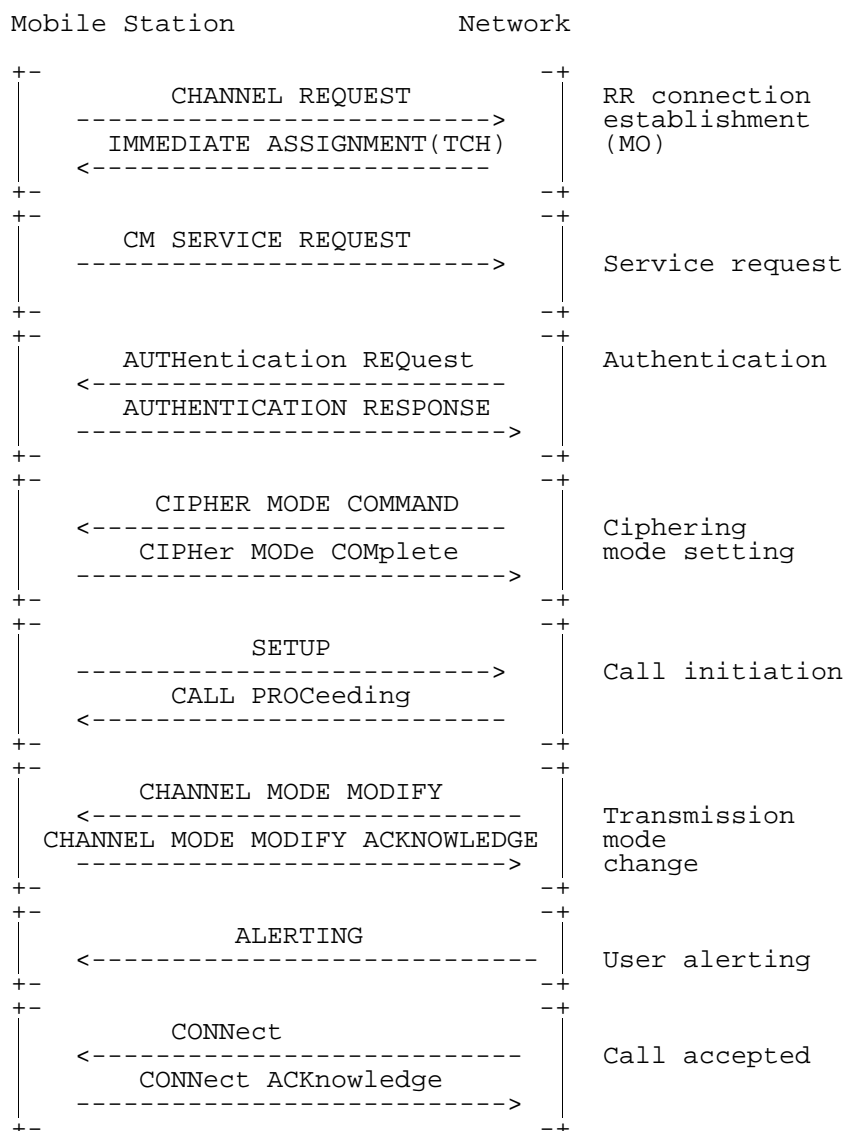 Mobile Station Network
CHANNEL REQUEST RR connection
--------------------------> establishment
IMMEDIATE ASSIGNMENT(TCH) (MO)
<-------------------------
CM SERVICE REQUEST
--------------------------> Service request
AUTHentication REQuest Authentication
<--------------------------
AUTHENTICATION RESPONSE
--------------------------->
CIPHER MODE COMMAND
<-------------------------- Ciphering
CIPHer MODe COMplete mode setting
--------------------------->
SETUP
--------------------------> Call initiation
CALL PROCeeding
<--------------------------
CHANNEL MODE MODIFY
<--------------------------- Transmission
CHANNEL MODE MODIFY ACKNOWLEDGE mode
---------------------------> change
ALERTING
<---------------------------- User alerting
CONNect
<--------------------------- Call accepted
CONNect ACKnowledge
--------------------------->